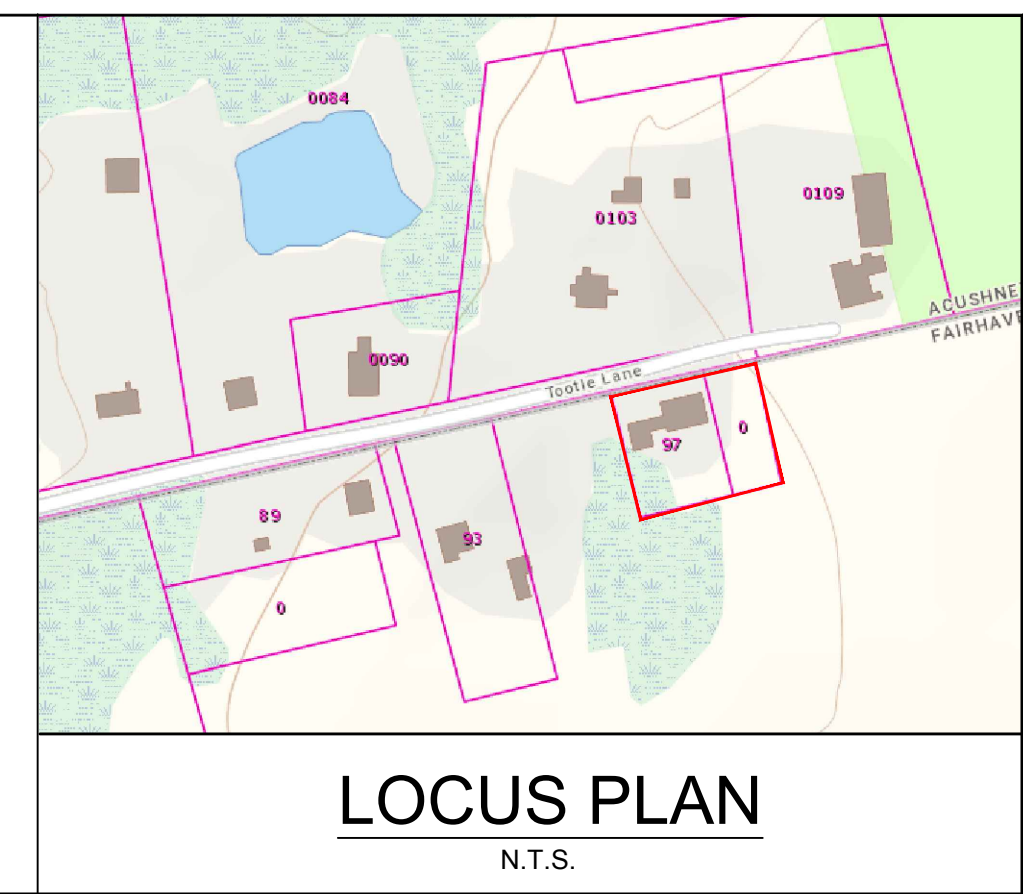 0084
0109
0103
ACUSHNE
FAIRHAVE
0090
Tootle Lane
0
97
89
93
0
LOCUS PLAN
N.T.S.